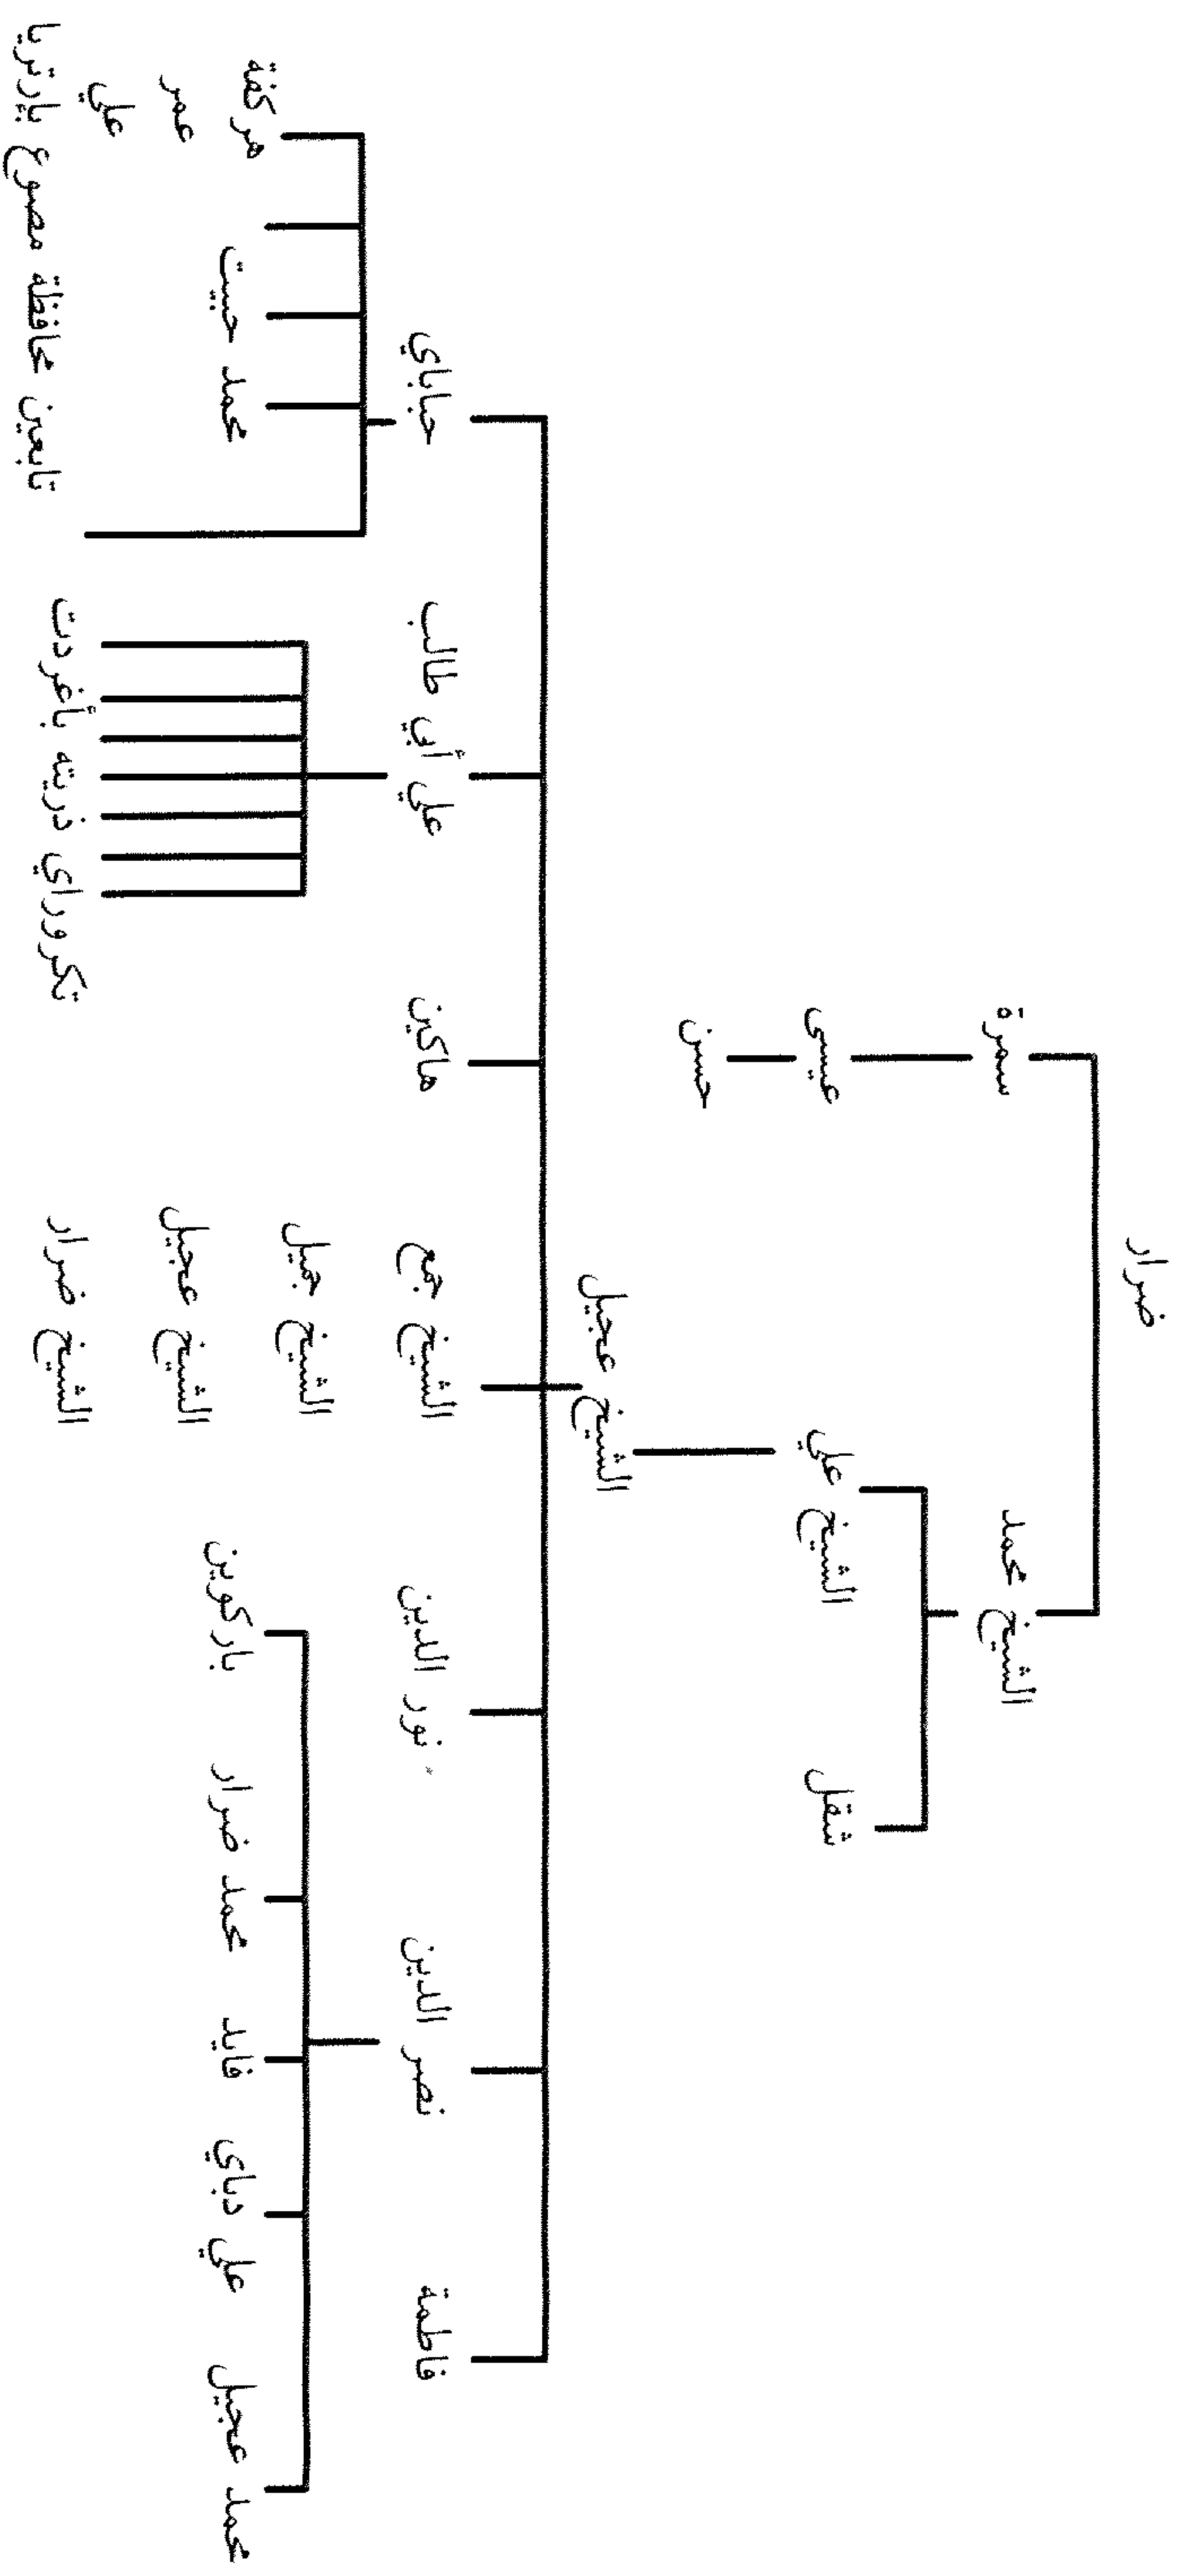 ضرار
الشيخ محمد
سمرة
شقل
الشيخ علي
عيسى
حسن
الشيخ عجيل
فاطمة
نصر الدين
نور الدين
الشيخ جمع
هاكين
علي أبي طالب
حباباي
محمد عجيل
علي دباي
فايد
محمد ضرار
باركوين
الشيخ جميل
الشيخ عجيل
الشيخ ضرار
تكروراي ذريته بأغردت
محمد حبيت
هركفة
عمر
علي
تابعين محافظة مصوع بإرتريا